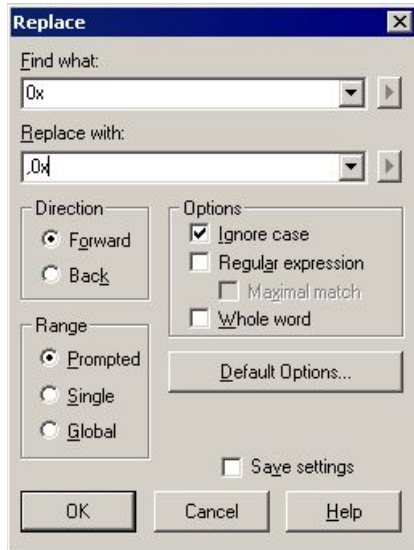 Replace
Find what:
0x
Replace with:
,0x
Direction
Forward
Back
Options
Ignore case
Regular expression
Maximal match
Whole word
Range
Prompted
Single
Global
Default Options...
Save settings
OK Cancel Help